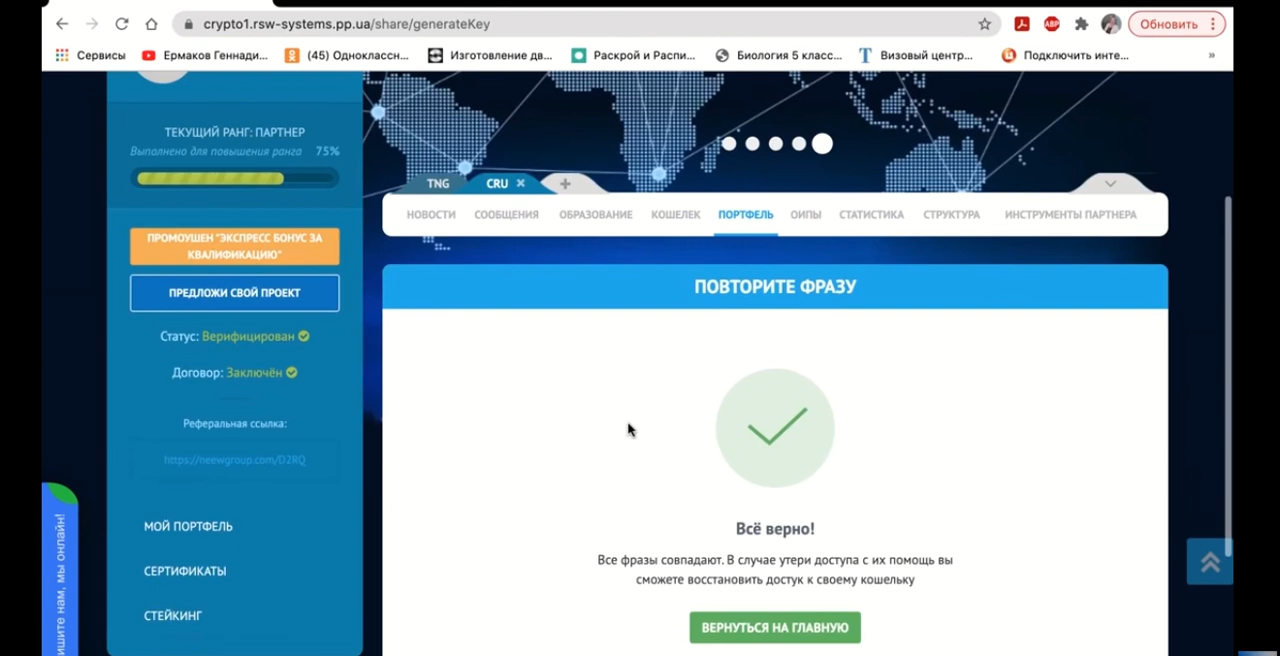 crypto1.rsw-systems.pp.ua/share/generateKey
Обновить
Сервисы
Ермаков Геннади...
(45) Одноклассн...
Изготовление дв...
Раскрой и Распи...
Биология 5 класс...
Визовый центр...
Подключить инте...
»
ТЕКУЩИЙ РАНГ: ПАРТНЕР
Выполнено для повышения ранга 75%
ПРОМОУШЕН "ЭКСПРЕСС БОНУС ЗА
КВАЛИФИКАЦИЮ"
ПРЕДЛОЖИ СВОЙ ПРОЕКТ
Статус: Верифицирован
Договор: Заключён
Реферальная ссылка:
https://neewgroup.com/D2RQ
МОЙ ПОРТФЕЛЬ
СЕРТИФИКАТЫ
СТЕЙКИНГ
ишите нам, мы онлайн!
TNG
CRU
НОВОСТИ
СООБЩЕНИЯ
ОБРАЗОВАНИЕ
КОШЕЛЕК
ПОРТФЕЛЬ
ОИПЫ
СТАТИСТИКА
СТРУКТУРА
ИНСТРУМЕНТЫ ПАРТНЕРА
ПОВТОРИТЕ ФРАЗУ
Всё верно!
Все фразы совпадают. В случае утери доступа с их помощь вы
сможете восстановить достук к своему кошельку
ВЕРНУТЬСЯ НА ГЛАВНУЮ